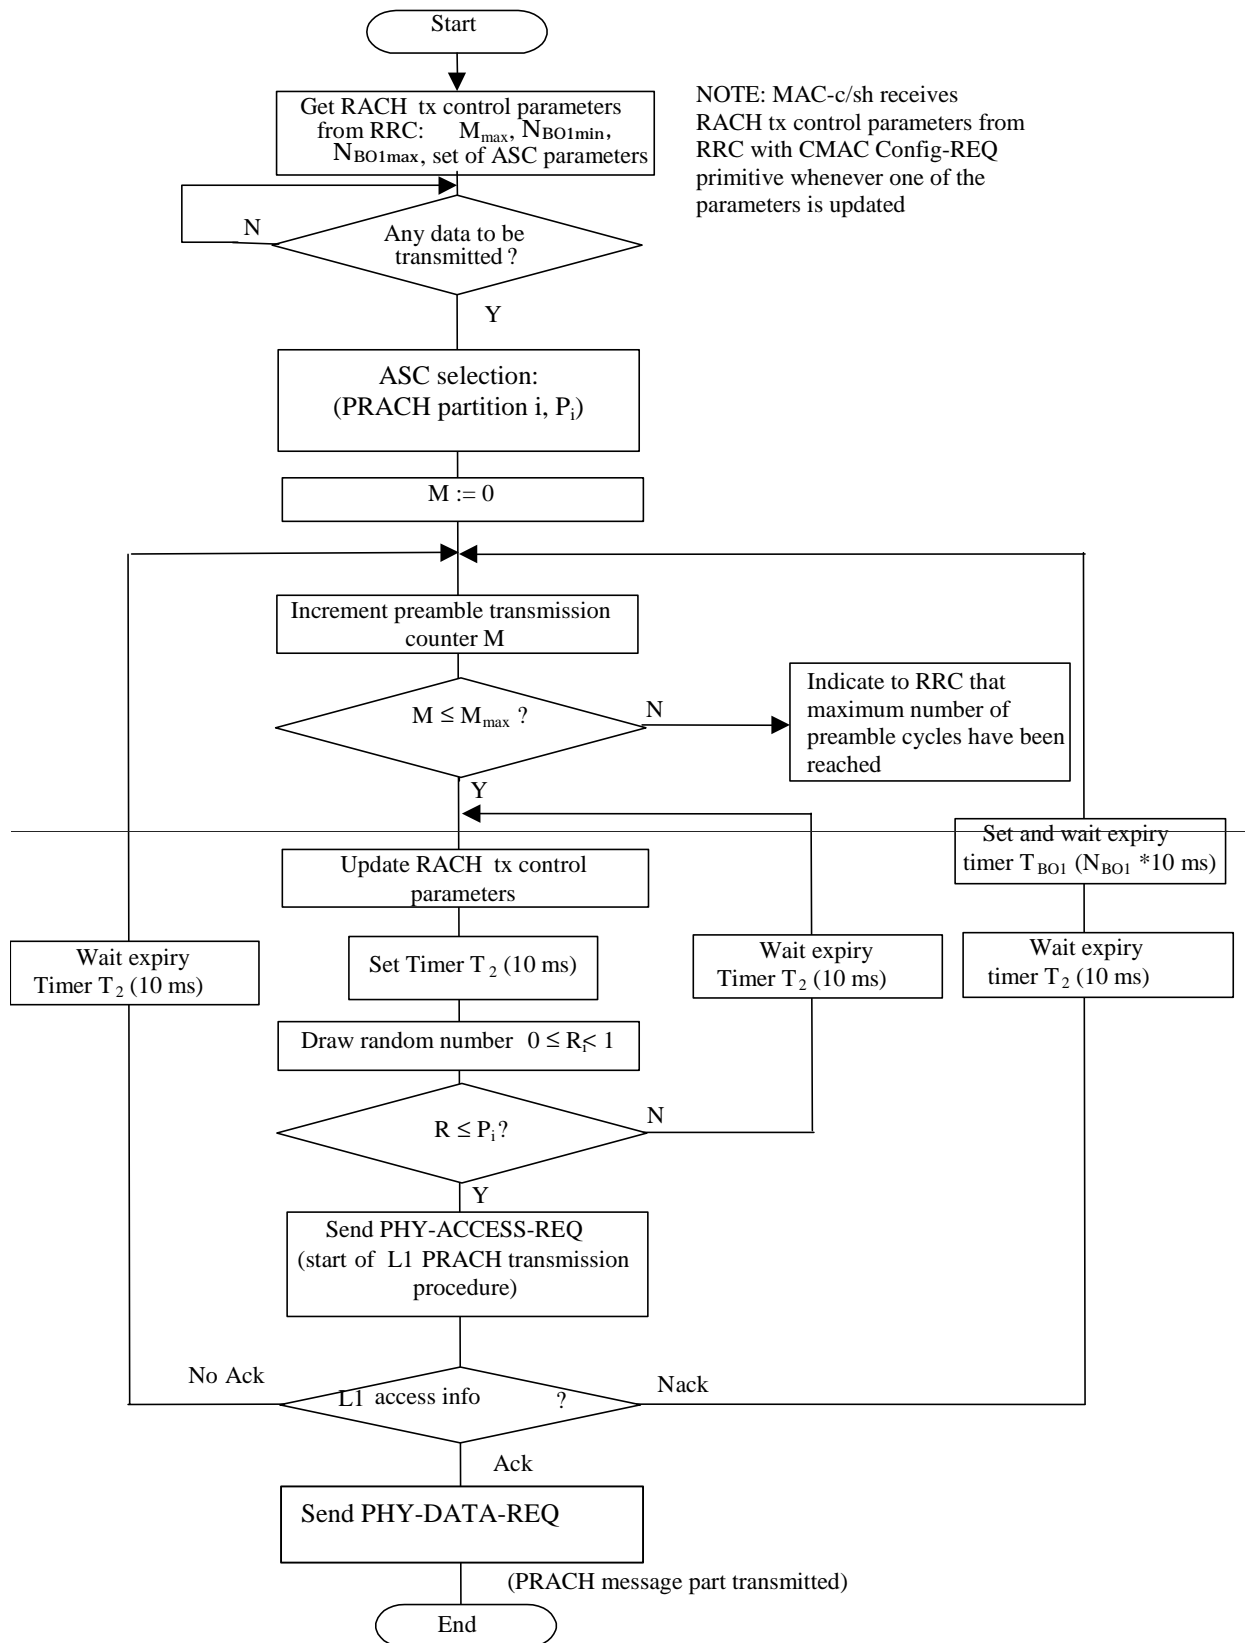 Start
Get RACH tx control parameters
from RRC: Mmax, NBO1min,
NBO1max, set of ASC parameters
NOTE: MAC-c/sh receives
RACH tx control parameters from
RRC with CMAC Config-REQ
primitive whenever one of the
parameters is updated
N
Any data to be
transmitted ?
Y
ASC selection:
(PRACH partition i, Pi)
M := 0
Increment preamble transmission
counter M
M ≤ Mmax ?
N
Indicate to RRC that
maximum number of
preamble cycles have been
reached
Y
Set and wait expiry
timer TBO1 (NBO1 *10 ms)
Update RACH tx control
parameters
Wait expiry
Timer T2 (10 ms)
Set Timer T2 (10 ms)
Wait expiry
Timer T2 (10 ms)
Wait expiry
timer T2 (10 ms)
Draw random number 0 ≤ Ri< 1
R ≤ Pi?
N
Y
Send PHY-ACCESS-REQ
(start of L1 PRACH transmission
procedure)
No Ack
L1 access info ?
Nack
Ack
Send PHY-DATA-REQ
(PRACH message part transmitted)
End